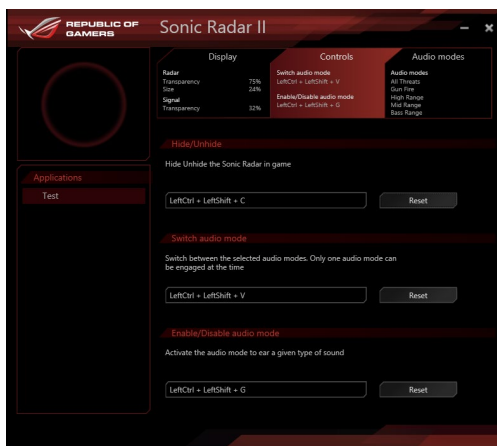 REPUBLIC OF
GAMERS
Sonic Radar II
Display
Radar
Transparency 75%
Size 24%
Signal
Transparency 32%
Controls
Switch audio mode
LeftCtrl + LeftShift + V
Enable/Disable audio mode
LeftCtrl + LeftShift + G
Audio modes
Audio modes
All Threats
Gun Fire
High Range
Mid Range
Bass Range
Applications
Test
Hide/Unhide
Hide Unhide the Sonic Radar in game
LeftCtrl + LeftShift + C
Reset
Switch audio mode
Switch between the selected audio modes. Only one audio mode can
be engaged at the time
LeftCtrl + LeftShift + V
Reset
Enable/Disable audio mode
Activate the audio mode to ear a given type of sound
LeftCtrl + LeftShift + G
Reset